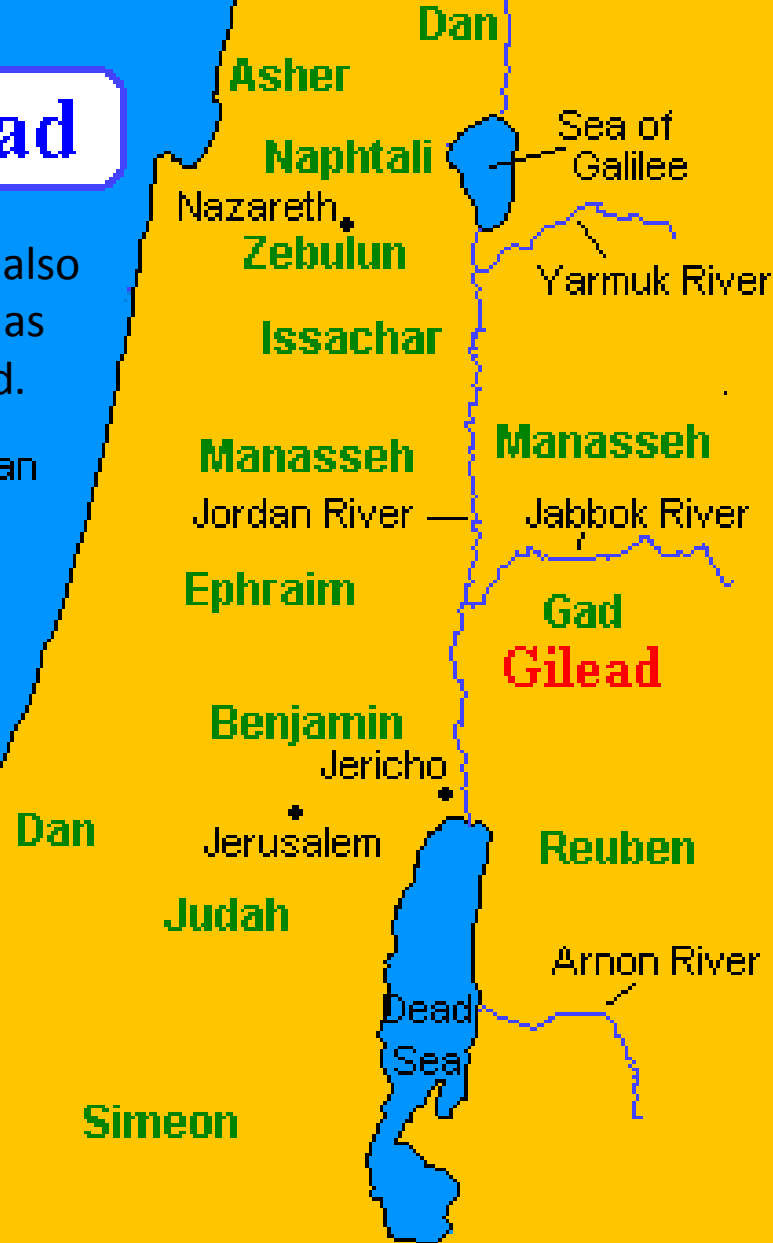 Dan
Asher
ad
Sea of
Galilee
Naphtali
Nazareth
also
Zebulun
Yarmuk River
as
Issachar
d.
Manasseh
Manasseh
an
Jordan River
Jabbok River
Ephraim
Gad
Gilead
Benjamin
Jericho
Dan
Jerusalem
Reuben
Judah
Arnon River
Dead
Sea
Simeon